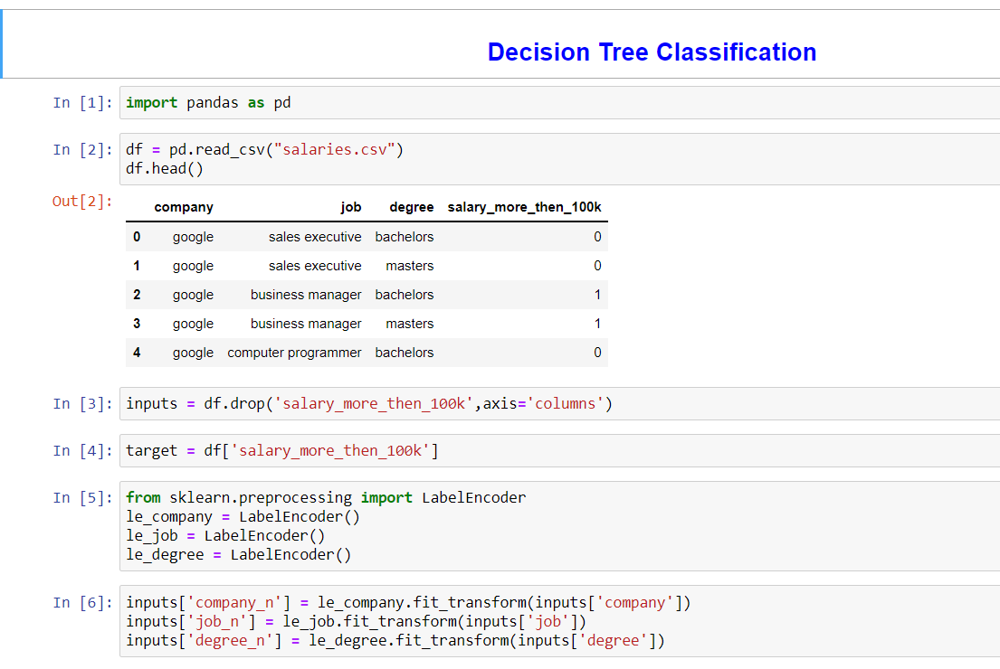 Decision Tree Classification
In [1]: import pandas as pd
In [2]: df = pd.read_csv("salaries.csv")
df.head()
Out[2]: company job degree salary_more_then_100k
0 google sales executive bachelors 0
1 google sales executive masters 0
2 google business manager bachelors 1
3 google business manager masters 1
4 google computer programmer bachelors 0
In [3]: inputs = df.drop('salary_more_then_100k',axis='columns')
In [4]: target = df['salary_more_then_100k']
In [5]: from sklearn.preprocessing import LabelEncoder
le_company = LabelEncoder()
le_job = LabelEncoder()
le_degree = LabelEncoder()
In [6]: inputs['company_n'] = le_company.fit_transform(inputs['company'])
inputs['job_n'] = le_job.fit_transform(inputs['job'])
inputs['degree_n'] = le_degree.fit_transform(inputs['degree'])